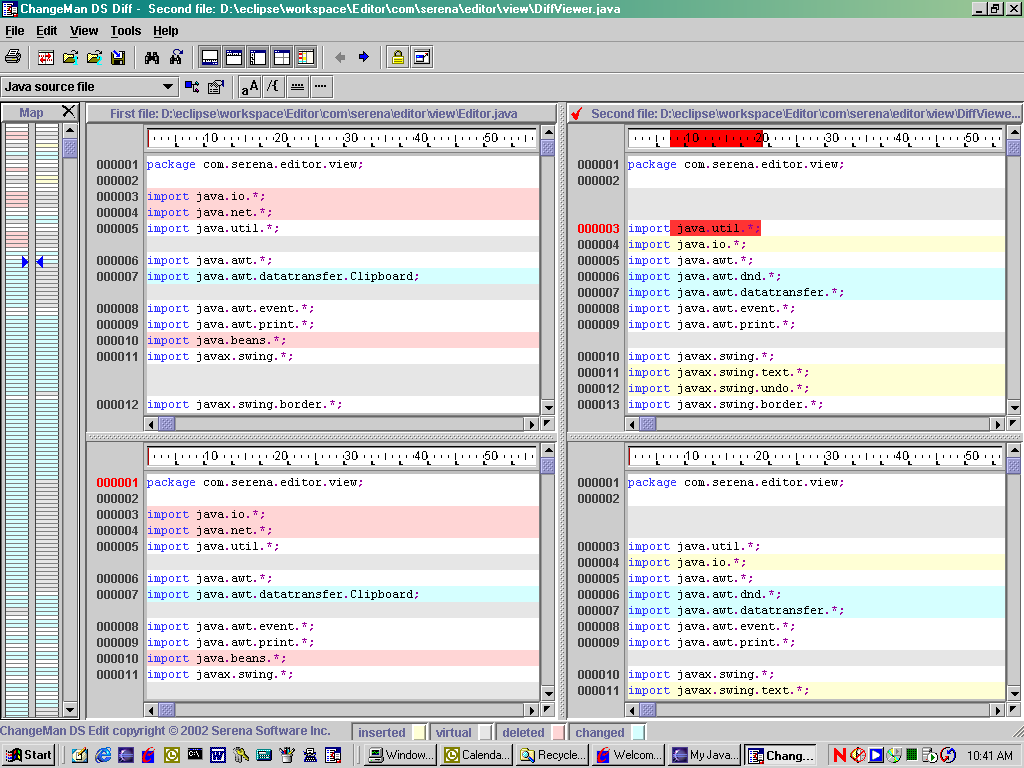 ChangeMan DS Diff - Second file: D:\eclipse\workspace\Editor\com\serena\editor\view\DiffViewer.java
File Edit View Tools Help
Java source file
Map
First file: D:\eclipse\workspace\Editor\com\serena\editor\view\Editor.java
10 20 30 40 50
000001 package com.serena.editor.view;
000002
000003 import java.io.*;
000004 import java.net.*;
000005 import java.util.*;
000006 import java.awt.*;
000007 import java.awt.datatransfer.Clipboard;
000008 import java.awt.event.*;
000009 import java.awt.print.*;
000010 import java.beans.*;
000011 import javax.swing.*;
000012 import javax.swing.border.*;
Second file: D:\eclipse\workspace\Editor\com\serena\editor\view\DiffViewe...
10 20 30 40 50
000001 package com.serena.editor.view;
000002
000003 import java.util.*;
000004 import java.io.*;
000005 import java.awt.*;
000006 import java.awt.dnd.*;
000007 import java.awt.datatransfer.*;
000008 import java.awt.event.*;
000009 import java.awt.print.*;
000010 import javax.swing.*;
000011 import javax.swing.text.*;
000012 import javax.swing.undo.*;
000013 import javax.swing.border.*;
10 20 30 40 50
000001 package com.serena.editor.view;
000002
000003 import java.io.*;
000004 import java.net.*;
000005 import java.util.*;
000006 import java.awt.*;
000007 import java.awt.datatransfer.Clipboard;
000008 import java.awt.event.*;
000009 import java.awt.print.*;
000010 import java.beans.*;
000011 import javax.swing.*;
10 20 30 40 50
000001 package com.serena.editor.view;
000002
000003 import java.util.*;
000004 import java.io.*;
000005 import java.awt.*;
000006 import java.awt.dnd.*;
000007 import java.awt.datatransfer.*;
000008 import java.awt.event.*;
000009 import java.awt.print.*;
000010 import javax.swing.*;
000011 import javax.swing.text.*;
ChangeMan DS Edit copyright © 2002 Serena Software Inc. inserted virtual deleted changed
Start Window... Calenda... Recycle... Welcom... My Java... Chang... 10:41 AM